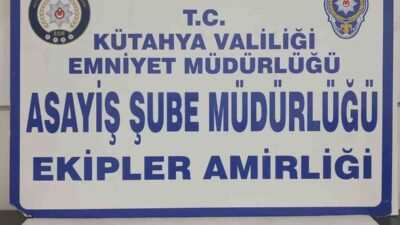 T.C.
KÜTAHYA VALİLİĞİ
EMNİYET MÜDÜRLÜĞÜ
ASAYİŞ ŞUBE MÜDÜRLÜĞÜ
EKİPLER AMİRLİĞİ